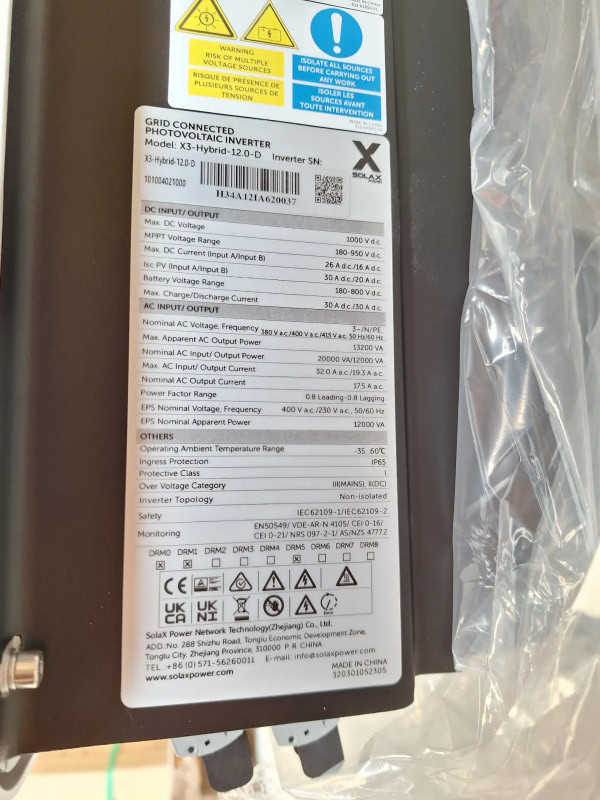 WARNING
RISK OF MULTIPLE
VOLTAGE SOURCES
RISQUE DE PRÉSENCE DE
PLUSIEURS SOURCES DE
TENSION
ISOLATE ALL SOURCES
BEFORE CARRYING OUT
ANY WORK
ISOLER LES
SOURCES AVANT
TOUTE INTERVENTION
GRID CONNECTED
PHOTOVOLTAIC INVERTER
Model: X3-Hybrid-12.0-D Inverter SN:
X3-Hybrid-12.0-D
101004021000
H34A12IA620037
X
SOLAX
POWER
DC INPUT/ OUTPUT
Max. DC Voltage 1000 V d.c.
MPPT Voltage Range 180-950 V d.c.
Max. DC Current (Input A/Input B) 26 A d.c./16 A d.c.
Isc PV (Input A/Input B) 30 A d.c./20 A d.c.
Battery Voltage Range 180-800 V d.c.
Max. Charge/Discharge Current 30 A d.c./30 A d.c.
AC INPUT/ OUTPUT
Nominal AC Voltage, Frequency 3~/N/PE, 380 V a.c./400 V a.c./415 V a.c. 50 Hz/60 Hz
Max. Apparent AC Output Power 13200 VA
Nominal AC Input/ Output Power 20000 VA/12000 VA
Max. AC Input/ Output Current 32.0 A a.c./19.3 A a.c.
Nominal AC Output Current 17.5 A a.c.
Power Factor Range 0.8 Leading-0.8 Lagging
EPS Nominal Voltage, Frequency 400 V a.c./230 V a.c., 50/60 Hz
EPS Nominal Apparent Power 12000 VA
OTHERS
Operating Ambient Temperature Range -35..60℃
Ingress Protection IP65
Protective Class I
Over Voltage Category III(MAINS), II(DC)
Inverter Topology Non-isolated
Safety IEC62109-1/IEC62109-2
Monitoring EN50549/ VDE-AR-N 4105/ CEI 0-16/
CEI 0-21/ NRS 097-2-1/ AS/NZS 4777.2
DRM0 DRM1 DRM2 DRM3 DRM4 DRM5 DRM6 DRM7 DRM8
CE
UK CA UK NI
SolaX Power Network Technology(Zhejiang) Co., Ltd
ADD.:No. 288 Shizhu Road, Tonglu Economic Development Zone,
Tonglu City, Zhejiang Province, 310000 P. R. CHINA
TEL.:+86 (0) 571-56260011 E-mail: info@solaxpower.com
www.solaxpower.com
MADE IN CHINA
320301052305